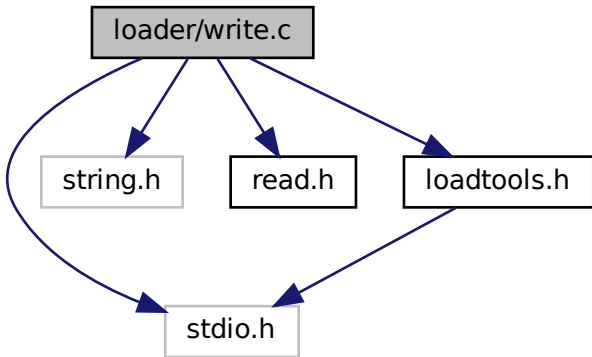 loader/write.c
string.h
read.h
loadtools.h
stdio.h